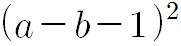 (a − b − 1)²